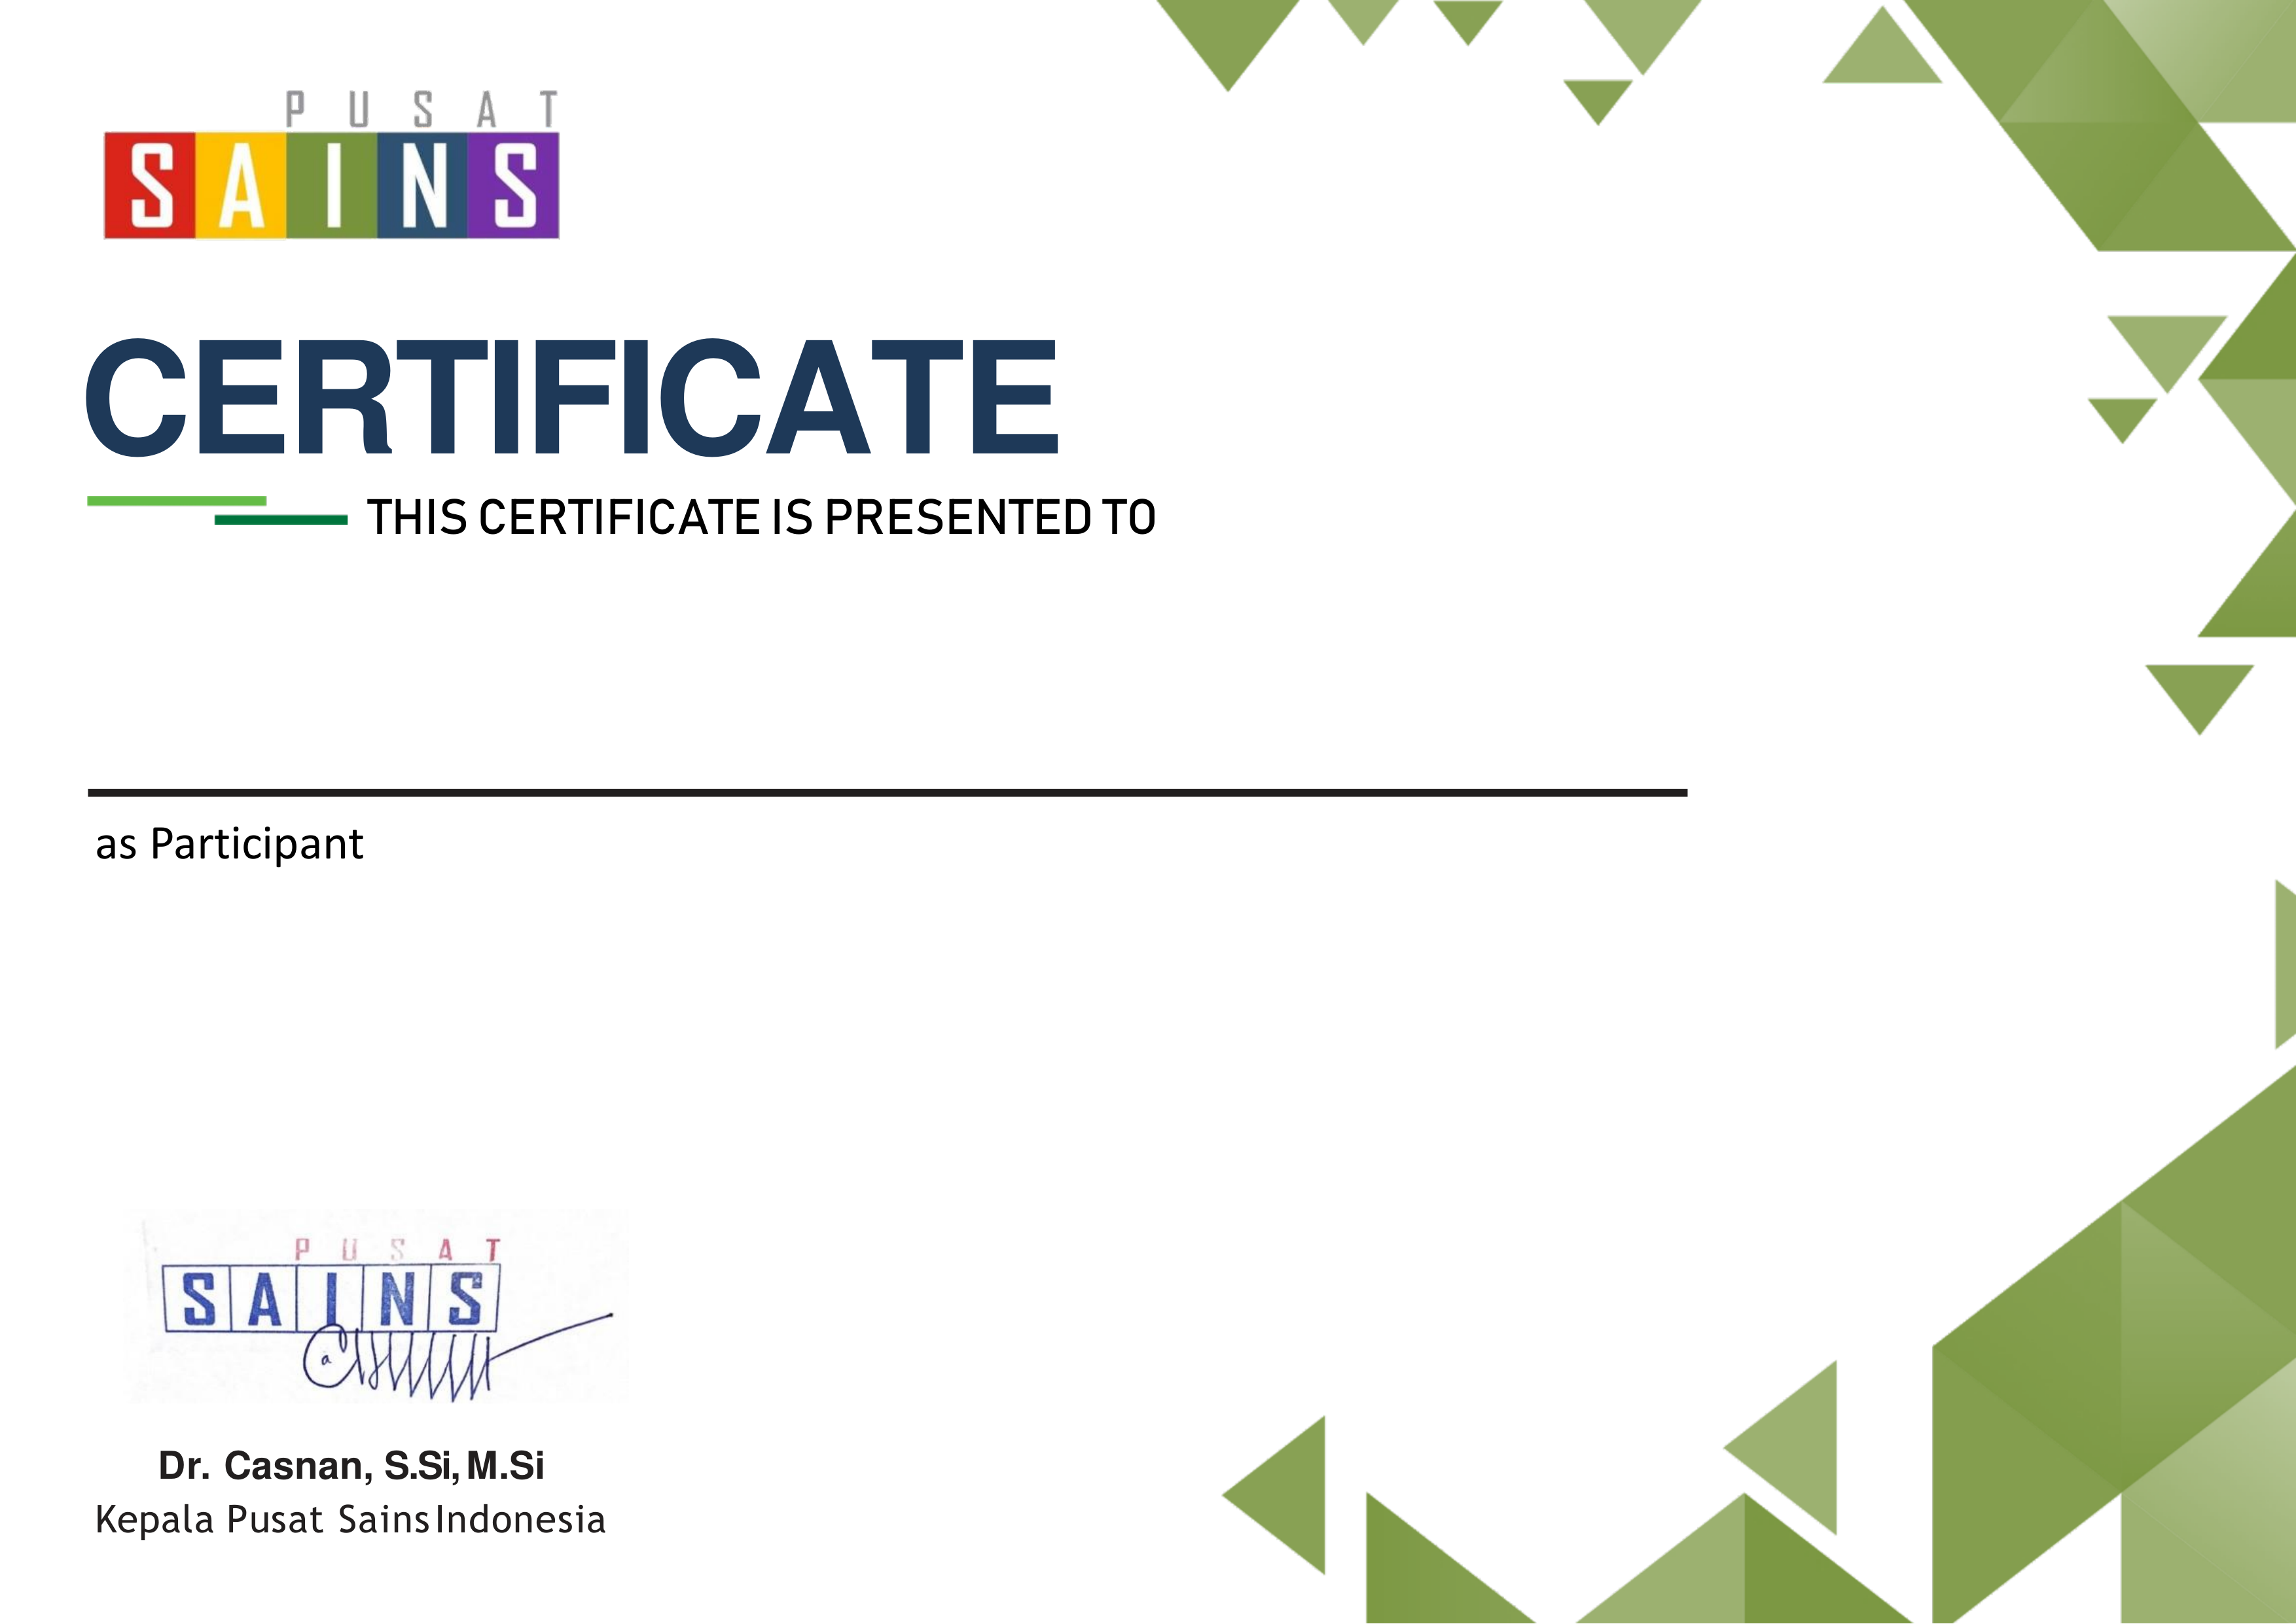 PUSAT
SAINS
CERTIFICATE
THIS CERTIFICATE IS PRESENTED TO
as Participant
PUSAT
SAINS
Dr. Casnan, S.Si, M.Si
Kepala Pusat Sains Indonesia